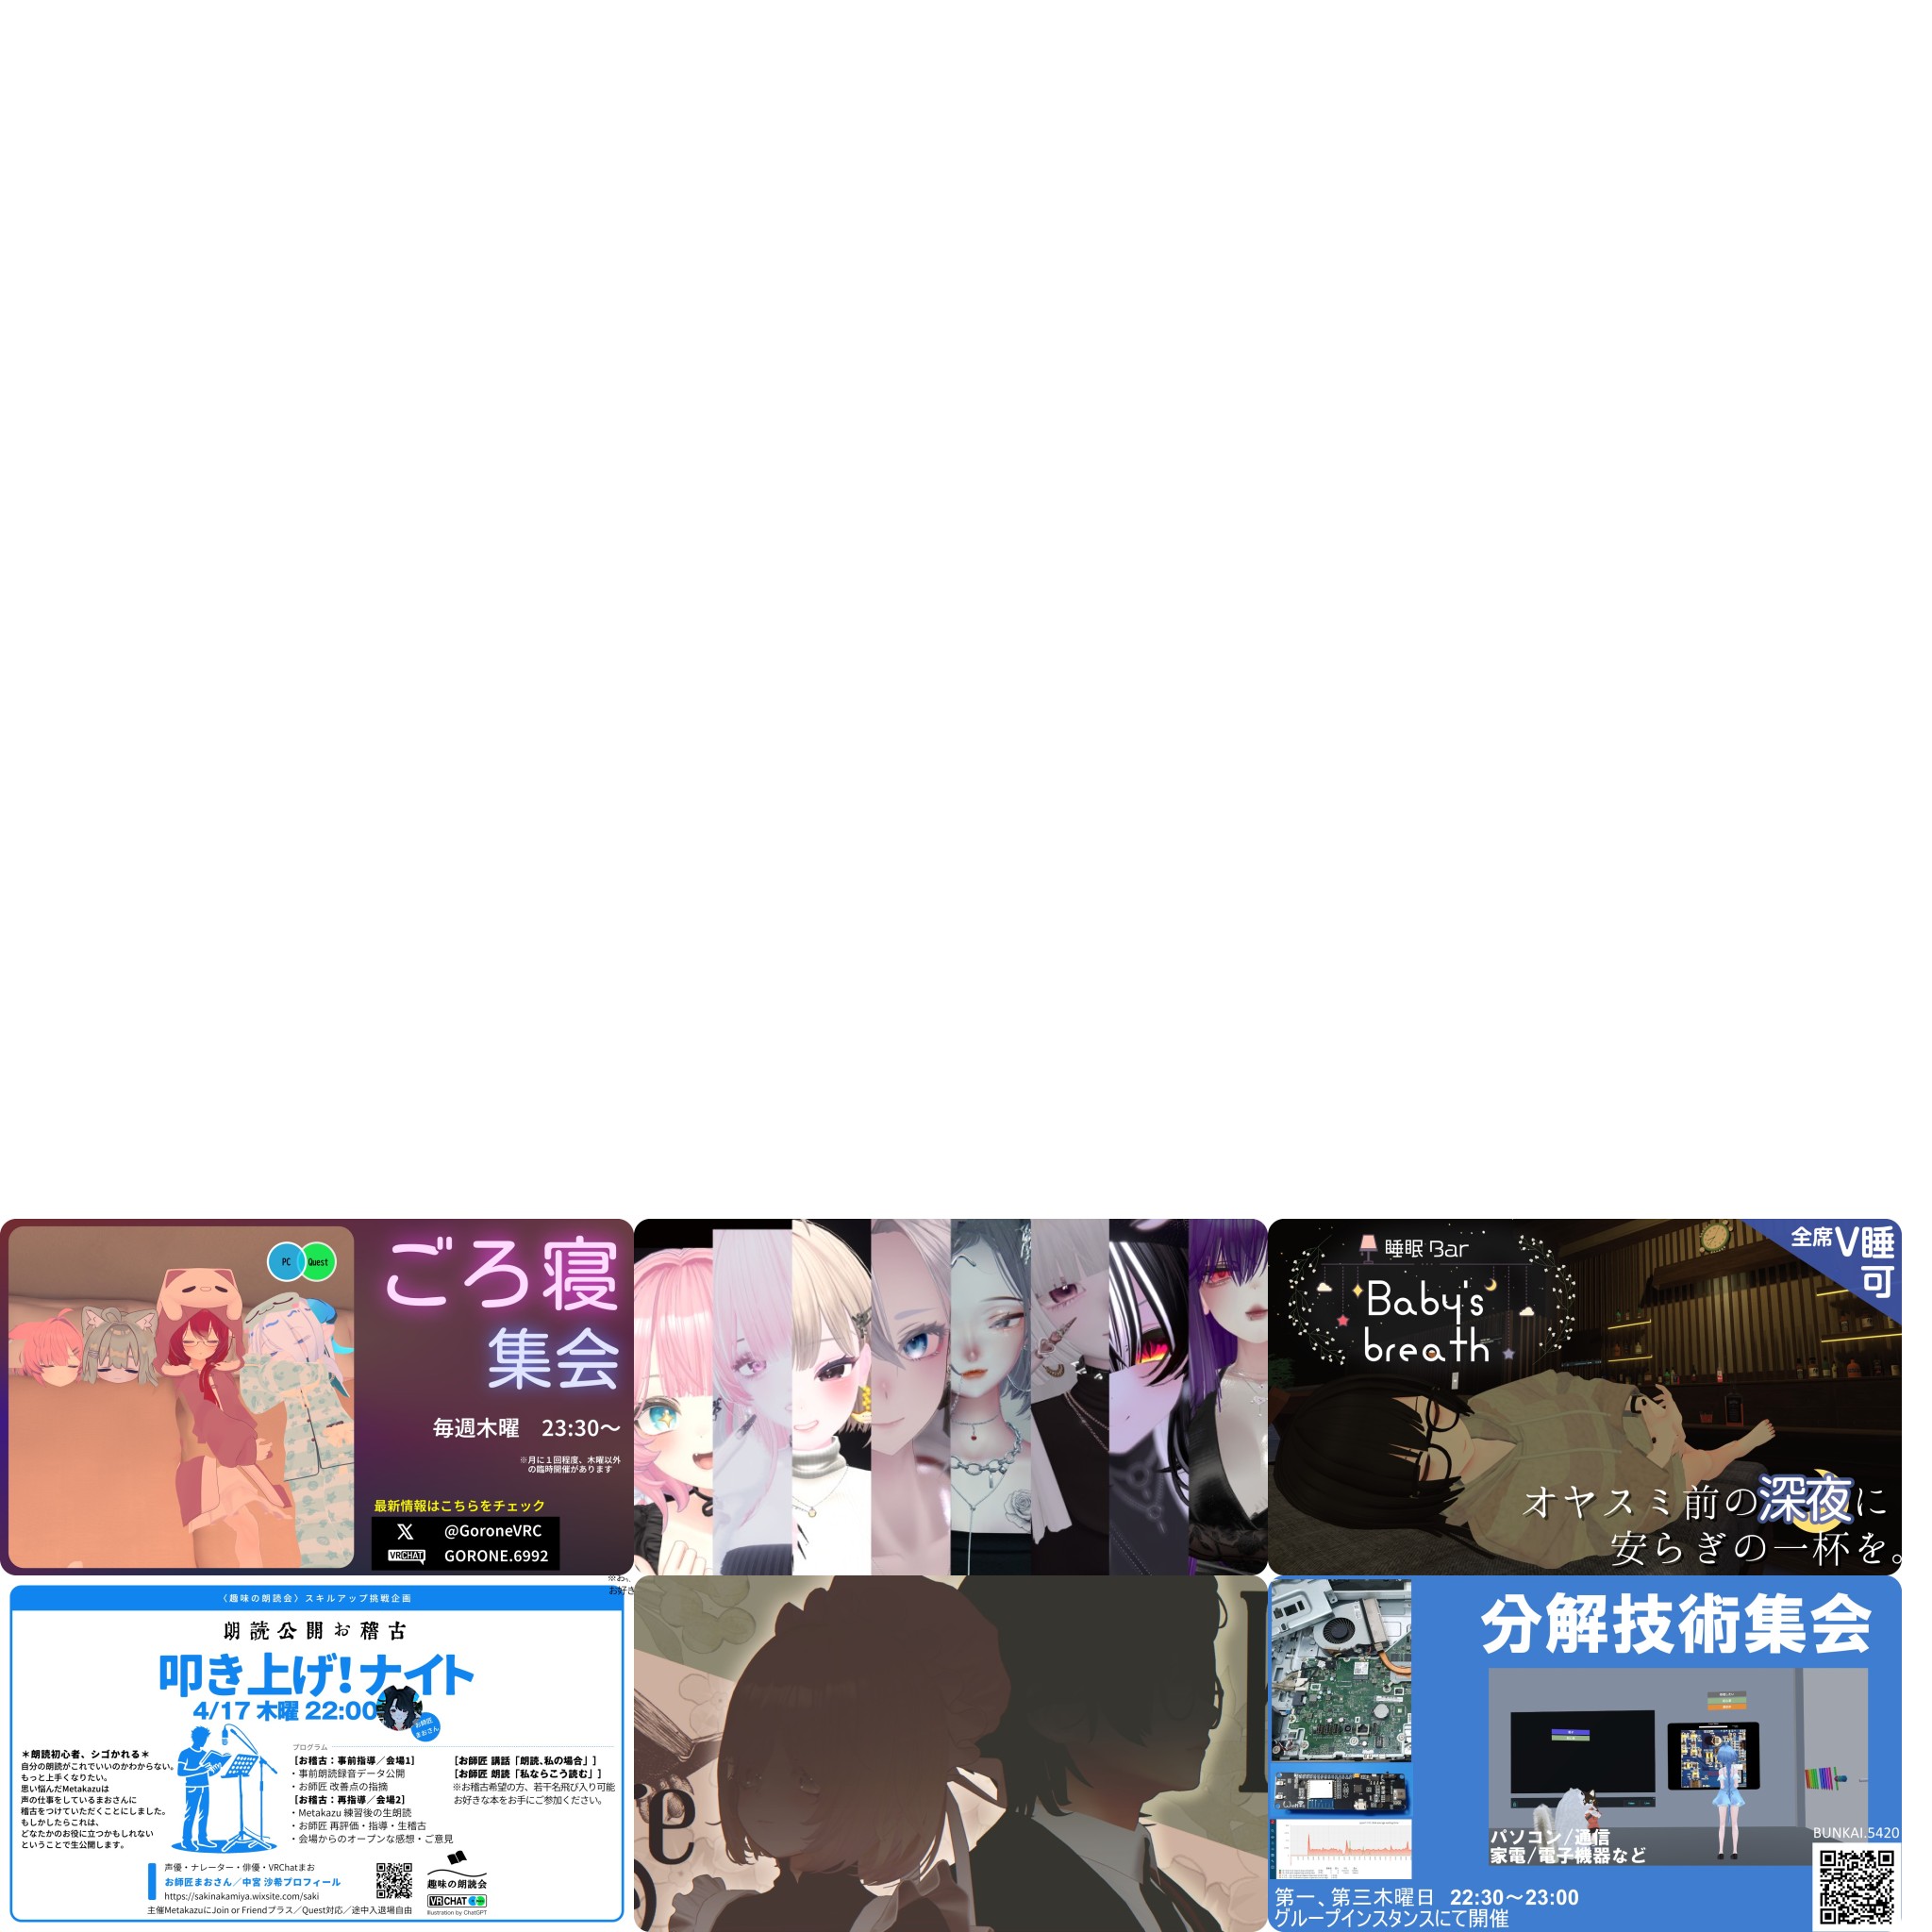 PC
Quest
ごろ寝
集会
毎週木曜 23:30〜
※月に1回程度、木曜以外
の臨時開催があります
最新情報はこちらをチェック
X @GoroneVRC
VRCHAT GORONE.6992
睡眠Bar
Baby's
breath
全席V睡
可
オヤスミ前の深夜に
安らぎの一杯を。
お好き
〈趣味の朗読会〉スキルアップ挑戦企画
朗読公開お稽古
叩き上げ!ナイト
4/17 木曜 22:00
お師匠
まおさん
＊朗読初心者、シゴかれる＊
自分の朗読がこれでいいのかわからない。
もっと上手くなりたい。
思い悩んだMetakazuは
声の仕事をしているまおさんに
稽古をつけていただくことにしました。
もしかしたらこれは、
どなたかのお役に立つかもしれない
ということで生公開します。
プログラム
［お稽古：事前指導／会場1］
・事前朗読録音データ公開
・お師匠 改善点の指摘
［お稽古：再指導／会場2］
・Metakazu 練習後の生朗読
・お師匠 再評価・指導・生稽古
・会場からのオープンな感想・ご意見
［お師匠 講話「朗読、私の場合」］
［お師匠 朗読「私ならこう読む」］
※お稽古希望の方、若干名飛び入り可能
お好きな本をお手にご参加ください。
声優・ナレーター・俳優・VRChatまお
お師匠まおさん／中宮 沙希プロフィール
https://sakinakamiya.wixsite.com/saki
趣味の朗読会
VRCHAT
Illustration by ChatGPT
主催MetakazuにJoin or Friendプラス／Quest対応／途中入退場自由
e
分解技術集会
パソコン/通信
家電/電子機器など
BUNKAI.5420
第一、第三木曜日 22:30〜23:00
グループインスタンスにて開催